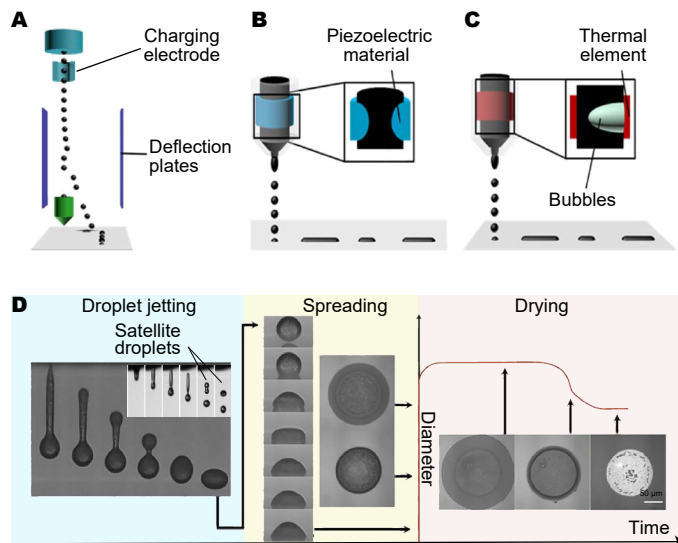 A
Charging
electrode
Deflection
plates
B
Piezoelectric
material
C
Thermal
element
Bubbles
D
Droplet jetting
Spreading
Drying
Satellite
droplets
Diameter
50 µm
Time